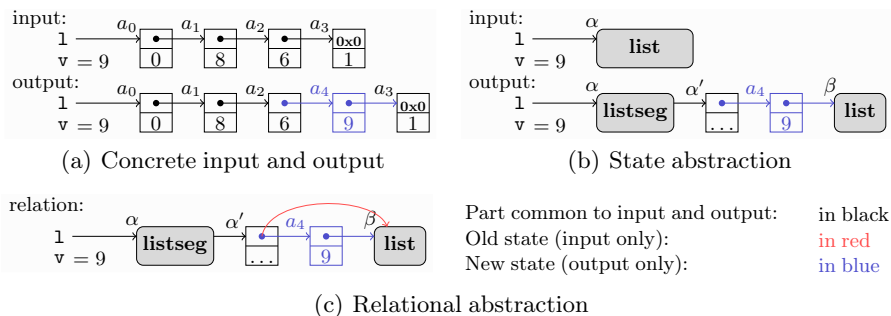 input:
a0 a1 a2 a3
l
0x0
v = 9 0 8 6 1
output:
a0 a1 a2 a4 a3
l
0x0
v = 9 0 8 6 9 1
(a) Concrete input and output
input:
α
l
list
v = 9
output:
α α′ a4 β
l
listseg list
v = 9 ... 9
(b) State abstraction
relation:
α α′ a4 β
l
listseg list
v = 9 ... 9
Part common to input and output: in black
Old state (input only): in red
New state (output only): in blue
(c) Relational abstraction